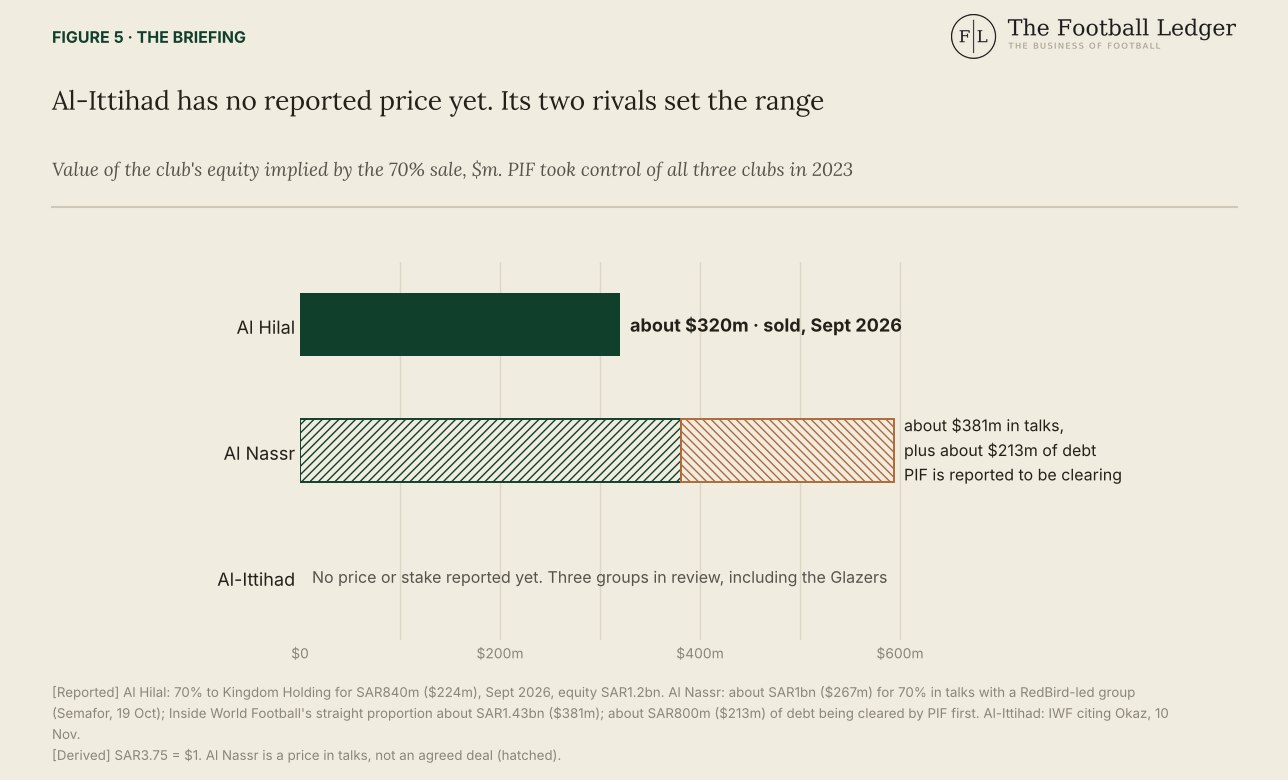 FIGURE 5 · THE BRIEFING
F L
The Football Ledger
THE BUSINESS OF FOOTBALL
Al-Ittihad has no reported price yet. Its two rivals set the range
Value of the club's equity implied by the 70% sale, $m. PIF took control of all three clubs in 2023
Al Hilal
about $320m · sold, Sept 2026
Al Nassr
about $381m in talks,
plus about $213m of debt
PIF is reported to be clearing
Al-Ittihad
No price or stake reported yet. Three groups in review, including the Glazers
$0 $200m $400m $600m
[Reported] Al Hilal: 70% to Kingdom Holding for SAR840m ($224m), Sept 2026, equity SAR1.2bn. Al Nassr: about SAR1bn ($267m) for 70% in talks with a RedBird-led group
(Semafor, 19 Oct); Inside World Football's straight proportion about SAR1.43bn ($381m); about SAR800m ($213m) of debt being cleared by PIF first. Al-Ittihad: IWF citing Okaz, 10
Nov.
[Derived] SAR3.75 = $1. Al Nassr is a price in talks, not an agreed deal (hatched).